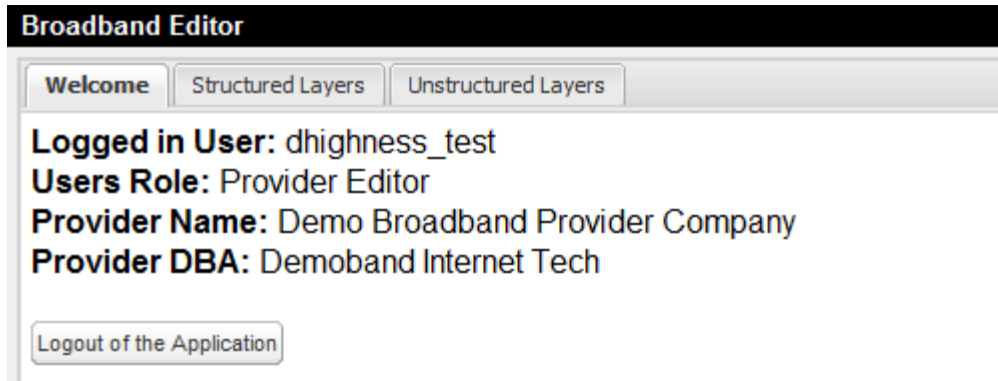 Broadband Editor
Welcome Structured Layers Unstructured Layers
Logged in User: dhighness_test
Users Role: Provider Editor
Provider Name: Demo Broadband Provider Company
Provider DBA: Demoband Internet Tech
Logout of the Application